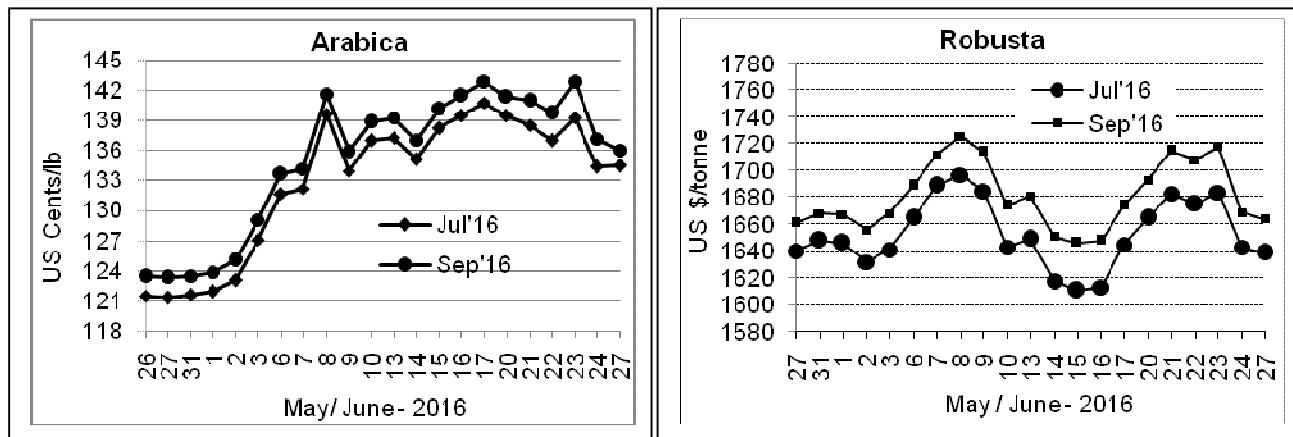 Arabica
US Cents/lb
145
142
139
136
133
130
127
124
121
118
Jul'16
Sep'16
26 27 31 1 2 3 6 7 8 9 10 13 14 15 16 17 20 21 22 23 24 27
May/ June- 2016
Robusta
US $/tonne
1780
1760
1740
1720
1700
1680
1660
1640
1620
1600
1580
Jul'16
Sep'16
27 31 1 2 3 6 7 8 9 10 13 14 15 16 17 20 21 22 23 24 27
May/ June- 2016